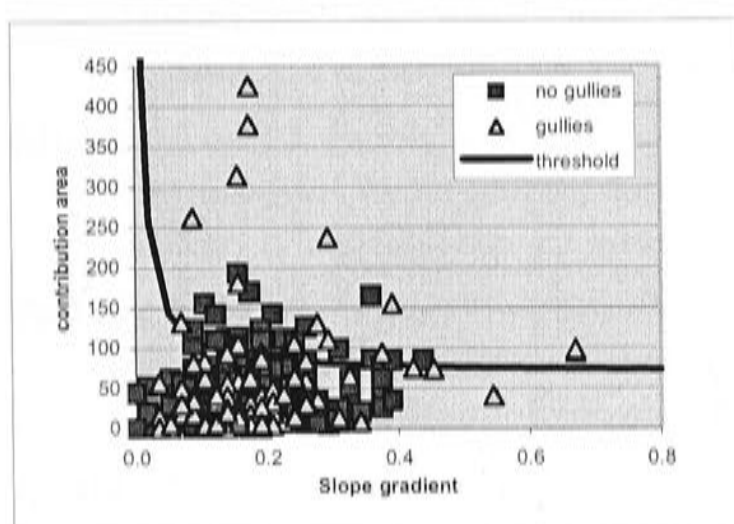 450
400
350
300
250
200
150
100
50
0
contribution area
no gullies
gullies
threshold
0.0 0.2 0.4 0.6 0.8
Slope gradient